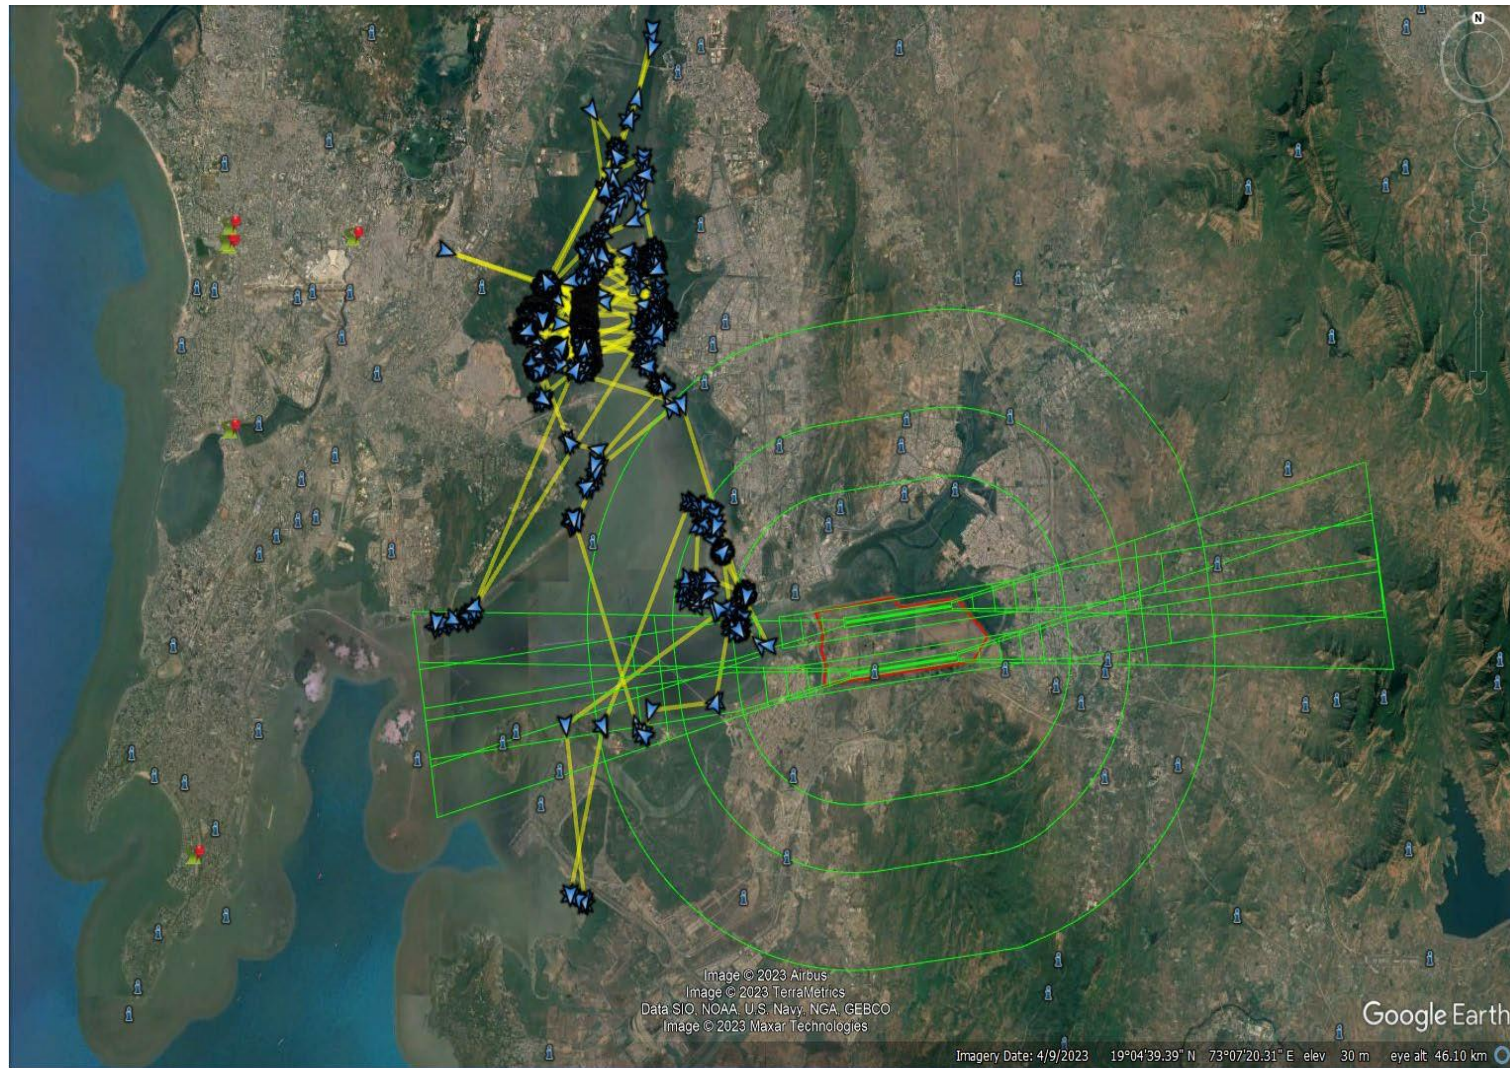 N
Image © 2023 Airbus
Image © 2023 TerraMetrics
Data SIO, NOAA, U.S. Navy, NGA, GEBCO
Image © 2023 Maxar Technologies
Google Earth
Imagery Date: 4/9/2023 19°04'39.39" N 73°07'20.31" E elev 30 m eye alt 46.10 km